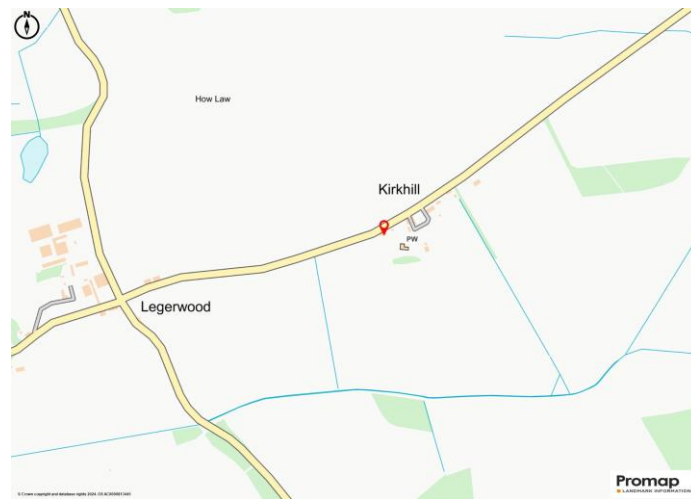 N
How Law
Kirkhill
PW
Legerwood
Promap
LANDMARK INFORMATION